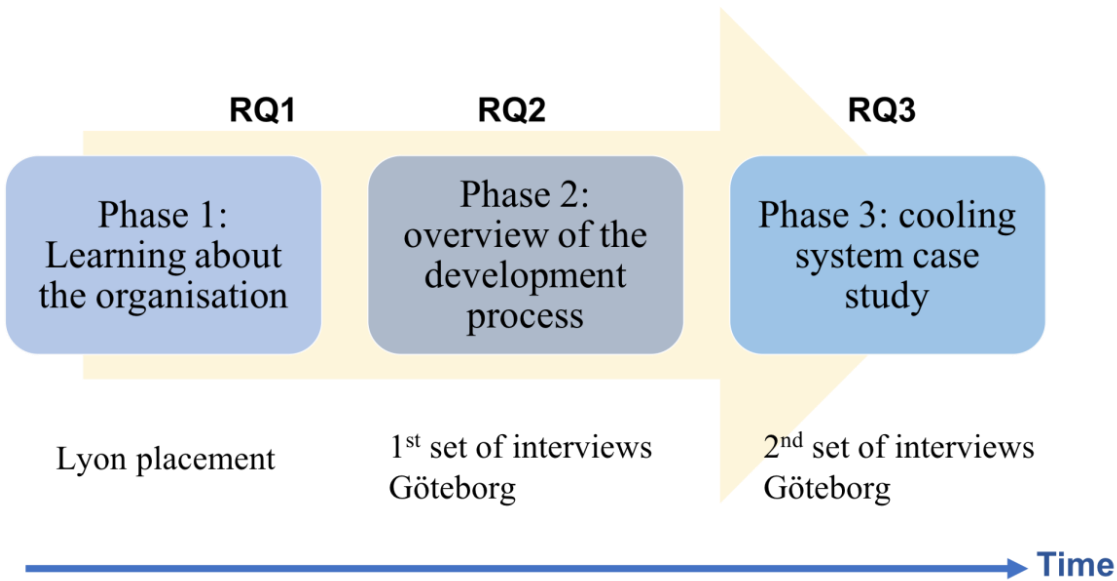 RQ1
RQ2
RQ3
Phase 1:
Learning about
the organisation
Phase 2:
overview of the
development
process
Phase 3: cooling
system case
study
Lyon placement
1st set of interviews
Göteborg
2nd set of interviews
Göteborg
Time